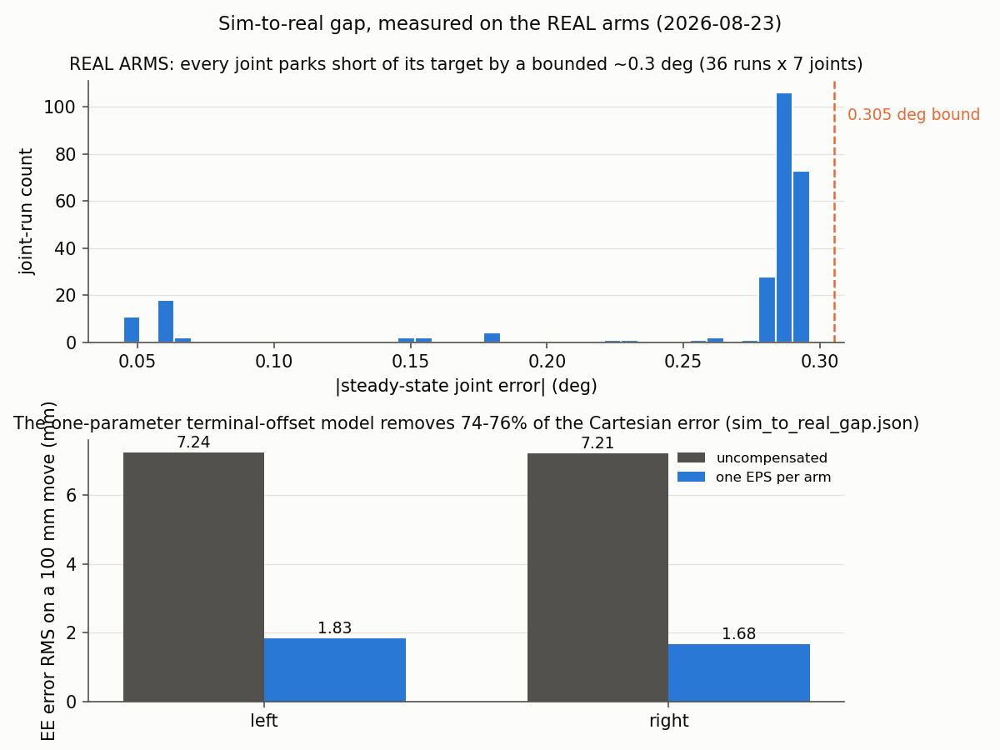 Sim-to-real gap, measured on the REAL arms (2026-08-23)
REAL ARMS: every joint parks short of its target by a bounded ~0.3 deg (36 runs x 7 joints)
joint-run count
100
80
60
40
20
0
0.305 deg bound
0.05
0.10
0.15
0.20
0.25
0.30
|steady-state joint error| (deg)
The one-parameter terminal-offset model removes 74-76% of the Cartesian error (sim_to_real_gap.json)
EE error RMS on a 100 mm move (mm)
6
4
2
0
7.24
1.83
7.21
1.68
uncompensated
one EPS per arm
left
right